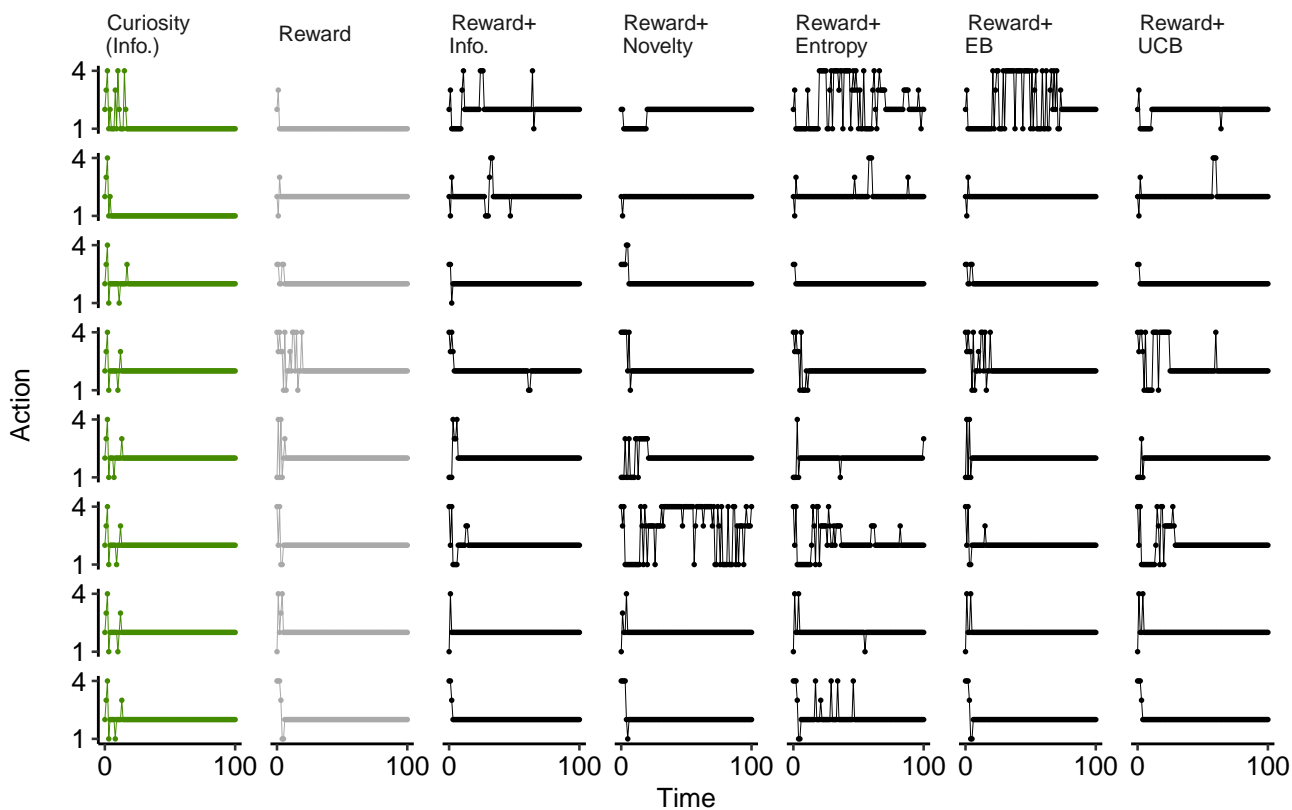 Curiosity
(Info.)
Reward
Reward+
Info.
Reward+
Novelty
Reward+
Entropy
Reward+
EB
Reward+
UCB
Action
4
1
4
1
4
1
4
1
4
1
4
1
4
1
4
1
0 100 0 100 0 100 0 100 0 100 0 100 0 100
Time